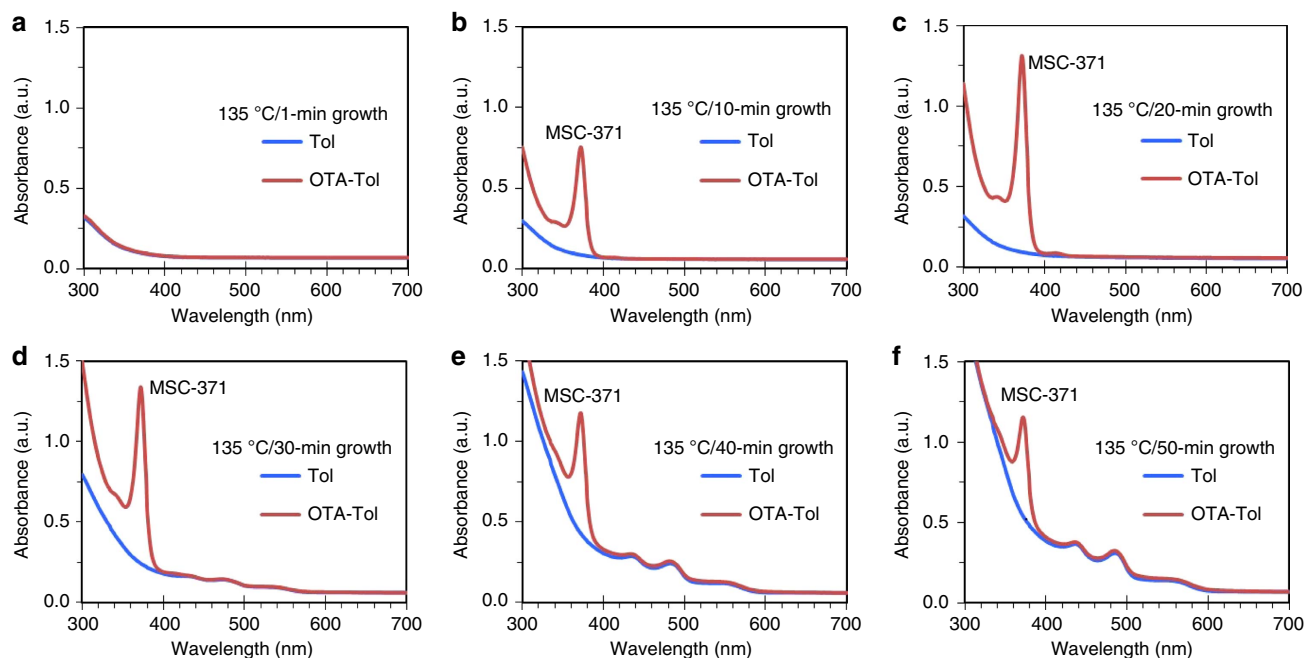 a
1.5
1.0
0.5
0.0
Absorbance (a.u.)
135 °C/1-min growth
Tol
OTA-Tol
300 400 500 600 700
Wavelength (nm)
b
1.5
1.0
0.5
0.0
Absorbance (a.u.)
MSC-371
135 °C/10-min growth
Tol
OTA-Tol
300 400 500 600 700
Wavelength (nm)
c
1.5
1.0
0.5
0.0
Absorbance (a.u.)
MSC-371
135 °C/20-min growth
Tol
OTA-Tol
300 400 500 600 700
Wavelength (nm)
d
1.5
1.0
0.5
0.0
Absorbance (a.u.)
MSC-371
135 °C/30-min growth
Tol
OTA-Tol
300 400 500 600 700
Wavelength (nm)
e
1.5
1.0
0.5
0.0
Absorbance (a.u.)
MSC-371
135 °C/40-min growth
Tol
OTA-Tol
300 400 500 600 700
Wavelength (nm)
f
1.5
1.0
0.5
0.0
Absorbance (a.u.)
MSC-371
135 °C/50-min growth
Tol
OTA-Tol
300 400 500 600 700
Wavelength (nm)